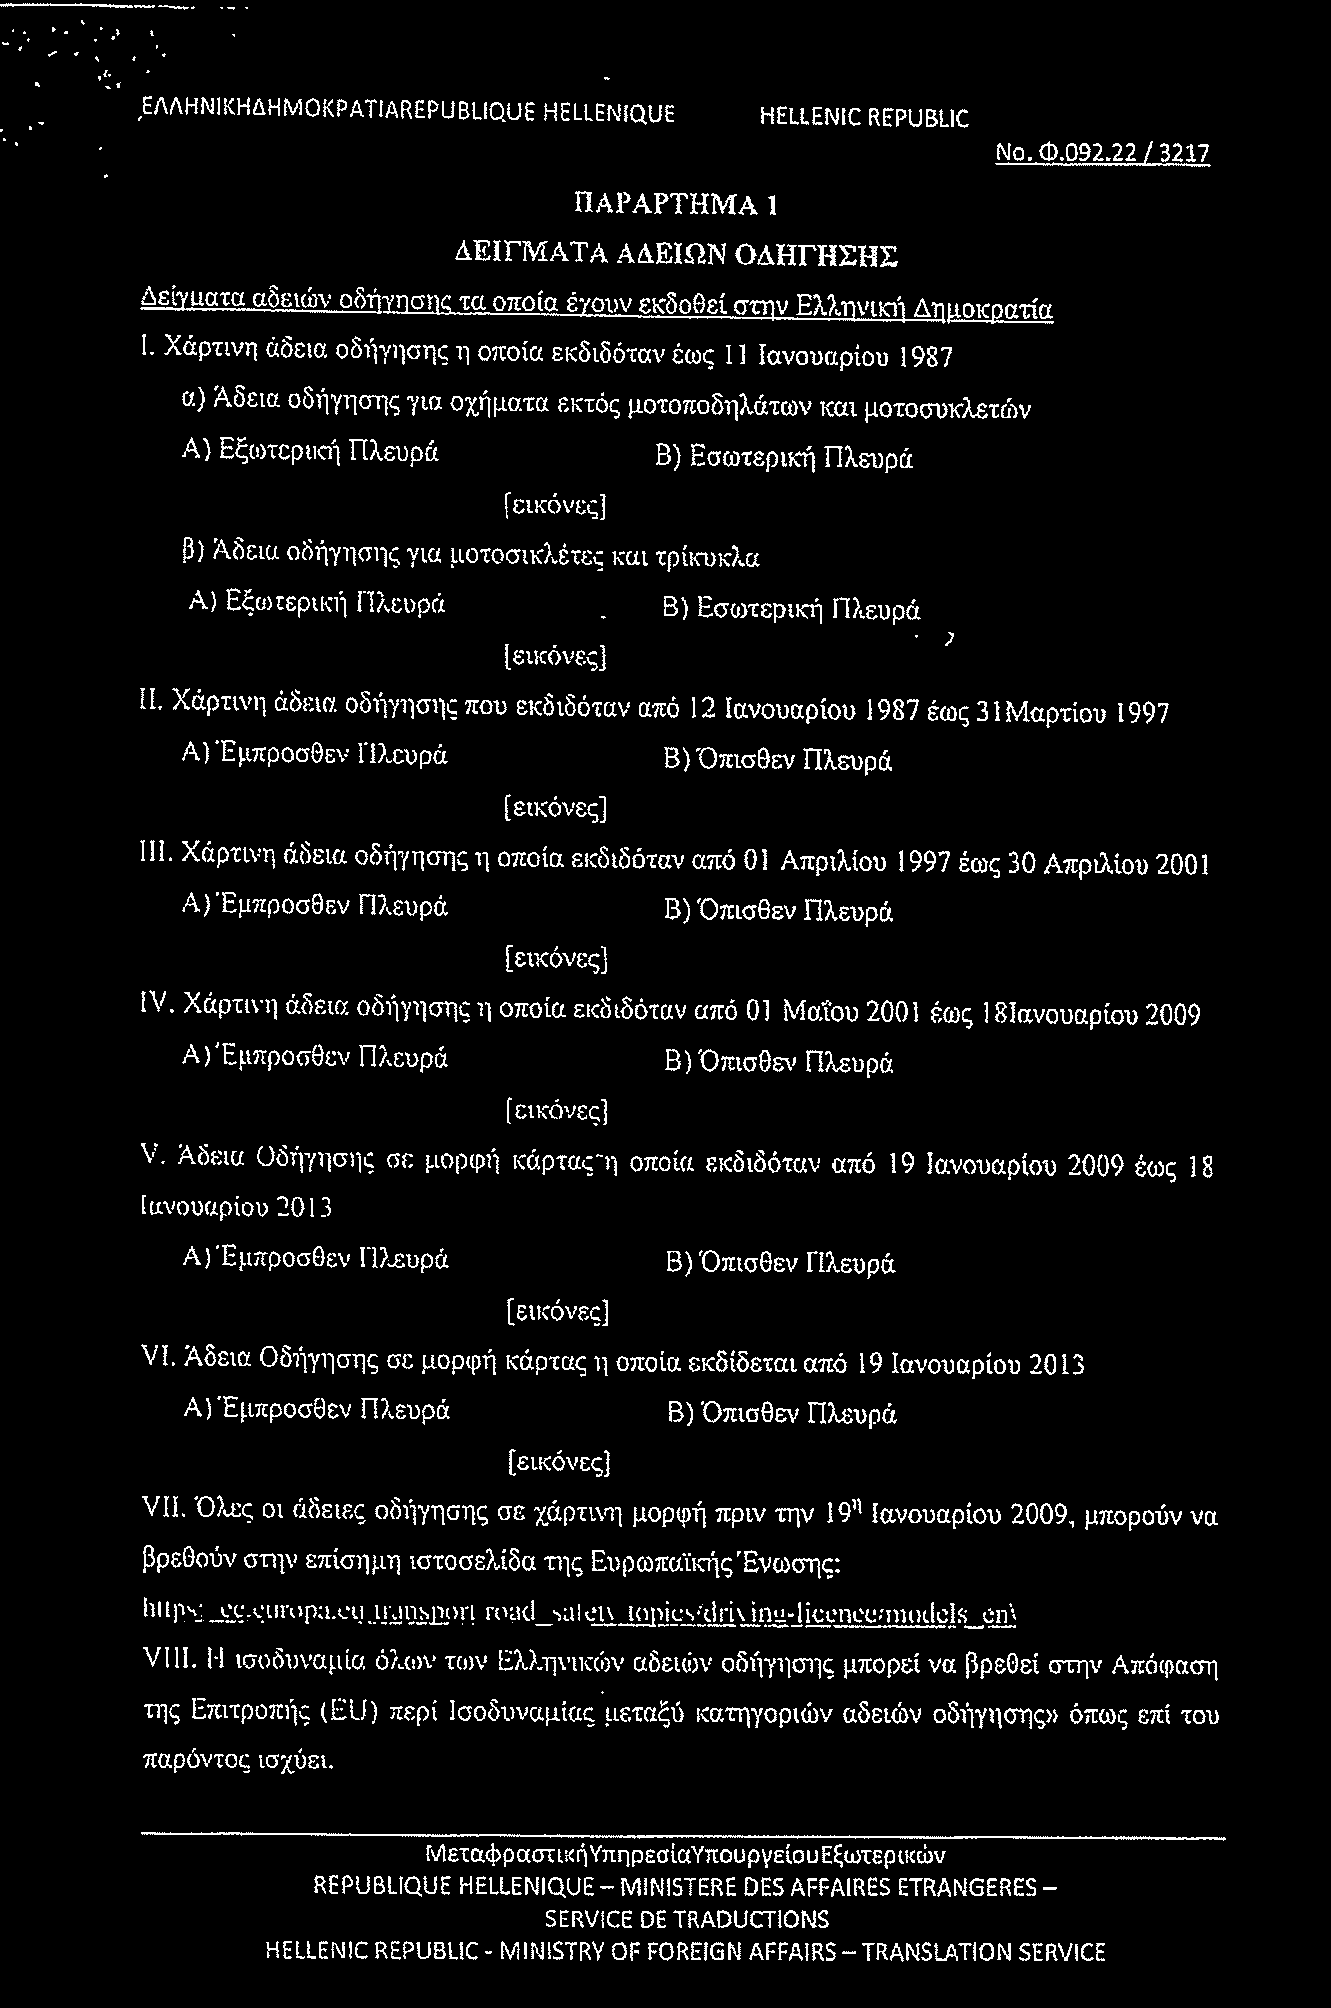 ΕΛΛΗΝΙΚΗΔΗΜΟΚΡΑΤΙΑREPUBLIQUE HELLENIQUE HELLENIC REPUBLIC
No. Φ.092.22 / 3217
ΠΑΡΑΡΤΗΜΑ 1
ΔΕΙΓΜΑΤΑ ΑΔΕΙΩΝ ΟΔΗΓΗΣΗΣ
Δείγματα αδειών οδήγησης τα οποία έχουν εκδοθεί στην Ελληνική Δημοκρατία
I. Χάρτινη άδεια οδήγησης η οποία εκδιδόταν έως 11 Ιανουαρίου 1987
α) Άδεια οδήγησης για οχήματα εκτός μοτοποδηλάτων και μοτοσυκλετών
Α) Εξωτερική Πλευρά Β) Εσωτερική Πλευρά
[εικόνες]
β) Άδεια οδήγησης για μοτοσικλέτες και τρίκυκλα
Α) Εξωτερική Πλευρά Β) Εσωτερική Πλευρά
[εικόνες]
II. Χάρτινη άδεια οδήγησης που εκδιδόταν από 12 Ιανουαρίου 1987 έως 31Μαρτίου 1997
Α) Έμπροσθεν Πλευρά Β) Όπισθεν Πλευρά
[εικόνες]
III. Χάρτινη άδεια οδήγησης η οποία εκδιδόταν από 01 Απριλίου 1997 έως 30 Απριλίου 2001
Α) Έμπροσθεν Πλευρά Β) Όπισθεν Πλευρά
[εικόνες]
IV. Χάρτινη άδεια οδήγησης η οποία εκδιδόταν από 01 Μαΐου 2001 έως 18Ιανουαρίου 2009
Α) Έμπροσθεν Πλευρά Β) Όπισθεν Πλευρά
[εικόνες]
V. Άδεια Οδήγησης σε μορφή κάρτας η οποία εκδιδόταν από 19 Ιανουαρίου 2009 έως 18
Ιανουαρίου 2013
Α) Έμπροσθεν Πλευρά Β) Όπισθεν Πλευρά
[εικόνες]
VI. Άδεια Οδήγησης σε μορφή κάρτας η οποία εκδίδεται από 19 Ιανουαρίου 2013
Α) Έμπροσθεν Πλευρά Β) Όπισθεν Πλευρά
[εικόνες]
VII. Όλες οι άδειες οδήγησης σε χάρτινη μορφή πριν την 19η Ιανουαρίου 2009, μπορούν να
βρεθούν στην επίσημη ιστοσελίδα της Ευρωπαϊκής Ένωσης:
VIII. Η ισοδυναμία όλων των Ελληνικών αδειών οδήγησης μπορεί να βρεθεί στην Απόφαση
της Επιτροπής (EU) περί Ισοδυναμίας μεταξύ κατηγοριών αδειών οδήγησης» όπως επί του
παρόντος ισχύει.
ΜεταφραστικήΥπηρεσίαΥπουργείουΕξωτερικών
REPUBLIQUE HELLENIQUE – MINISTERE DES AFFAIRES ETRANGERES –
SERVICE DE TRADUCTIONS
HELLENIC REPUBLIC - MINISTRY OF FOREIGN AFFAIRS – TRANSLATION SERVICE